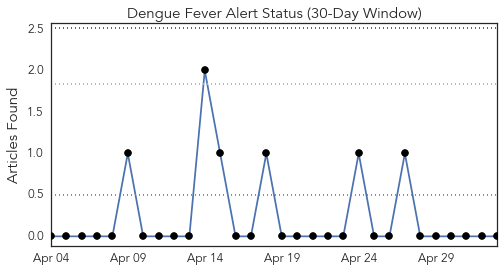 Dengue Fever Alert Status (30-Day Window)
Articles Found
2.5
2.0
1.5
1.0
0.5
0.0
Apr 04 Apr 09 Apr 14 Apr 19 Apr 24 Apr 29